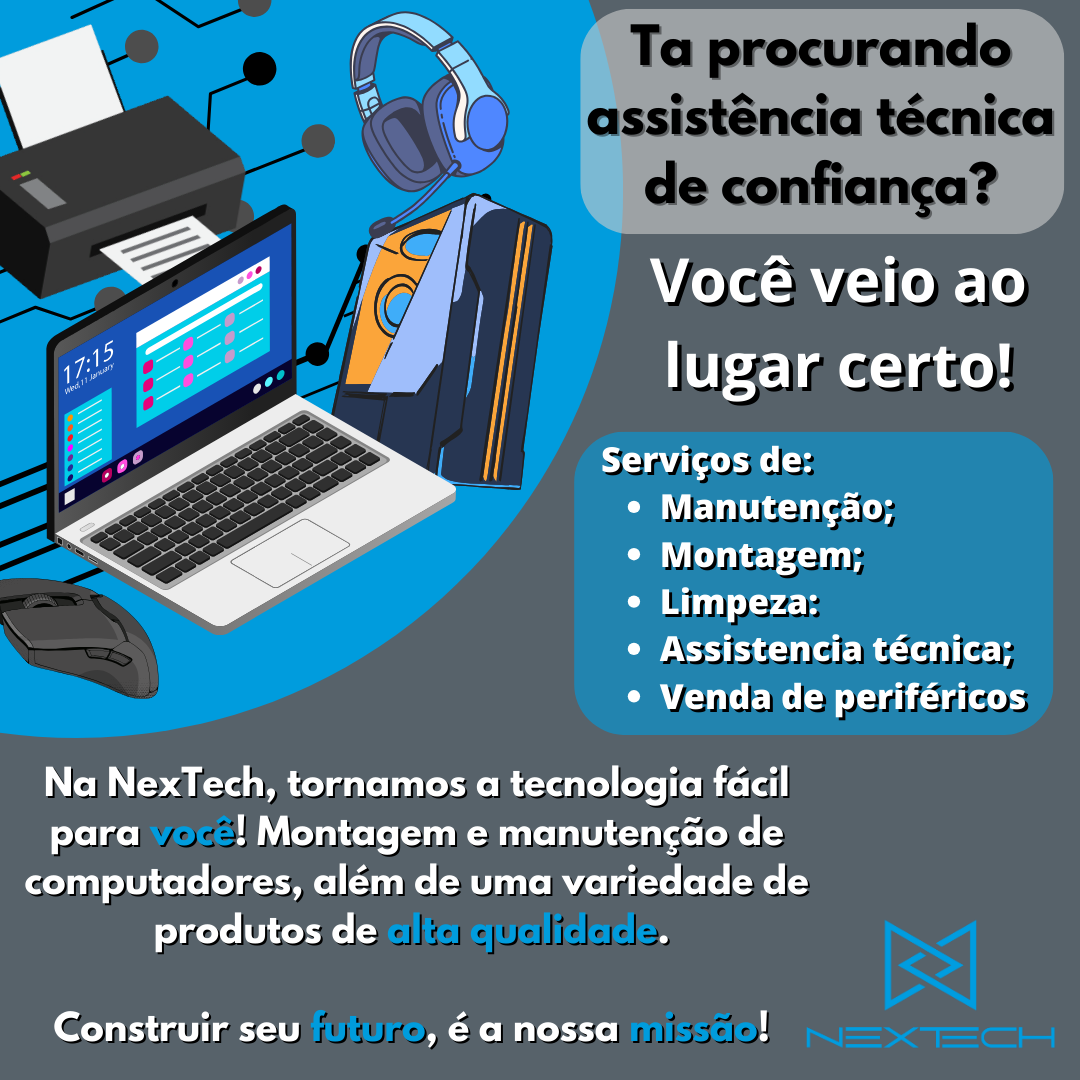 Ta procurando
assistência técnica
de confiança?
Você veio ao
lugar certo!
17:15
Wed,11 January
Serviços de:
• Manutenção;
• Montagem;
• Limpeza:
• Assistencia técnica;
• Venda de periféricos
Na NexTech, tornamos a tecnologia fácil
para você! Montagem e manutenção de
computadores, além de uma variedade de
produtos de alta qualidade.
Construir seu futuro, é a nossa missão!
NEXTECH